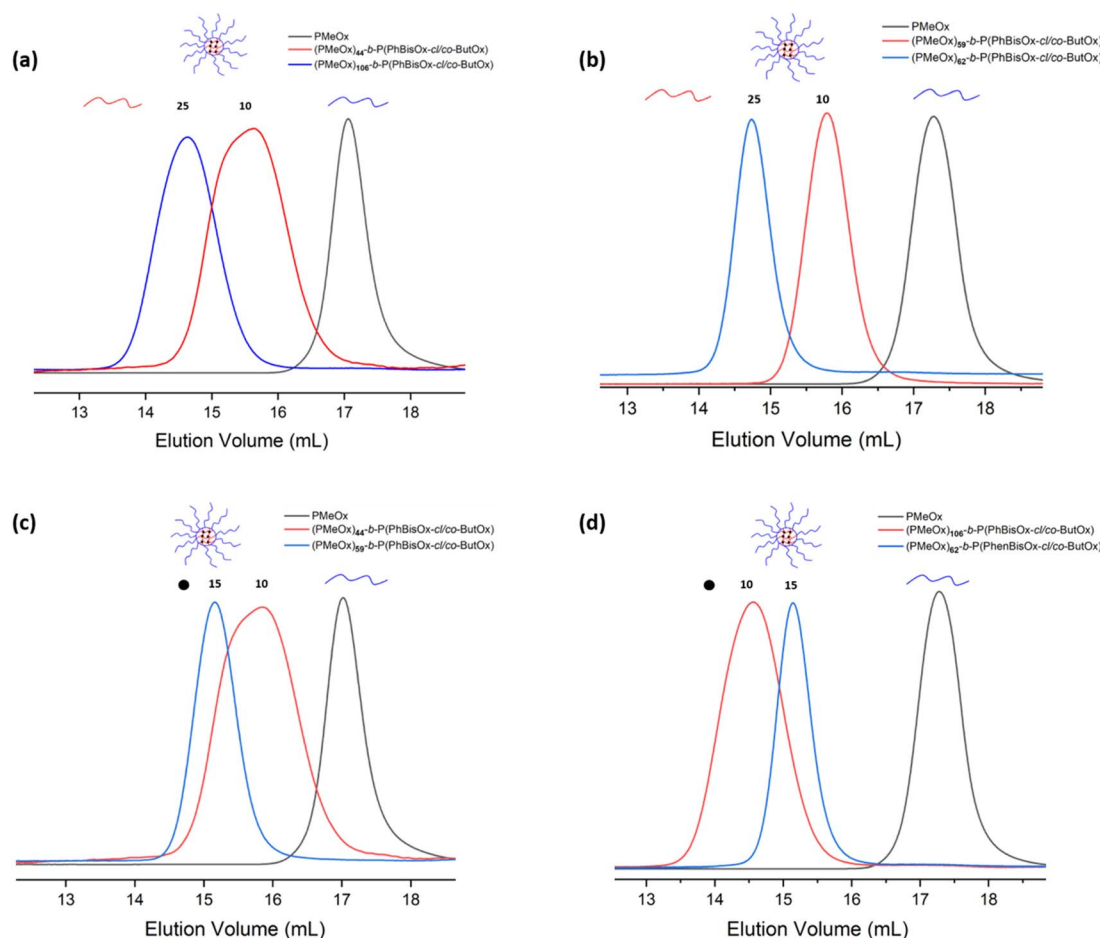 (a)
PMeOx
(PMeOx)44-b-P(PhBisOx-cl/co-ButOx)
(PMeOx)106-b-P(PhBisOx-cl/co-ButOx)
25 10
13 14 15 16 17 18
Elution Volume (mL)
(b)
PMeOx
(PMeOx)59-b-P(PhBisOx-cl/co-ButOx)
(PMeOx)62-b-P(PhBisOx-cl/co-ButOx)
25 10
13 14 15 16 17 18
Elution Volume (mL)
(c)
PMeOx
(PMeOx)44-b-P(PhBisOx-cl/co-ButOx)
(PMeOx)59-b-P(PhBisOx-cl/co-ButOx)
15 10
13 14 15 16 17 18
Elution Volume (mL)
(d)
PMeOx
(PMeOx)106-b-P(PhBisOx-cl/co-ButOx)
(PMeOx)62-b-P(PhenBisOx-cl/co-ButOx)
10 15
13 14 15 16 17 18
Elution Volume (mL)